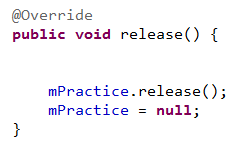 @Override
public void release() {
mPractice.release();
mPractice = null;
}